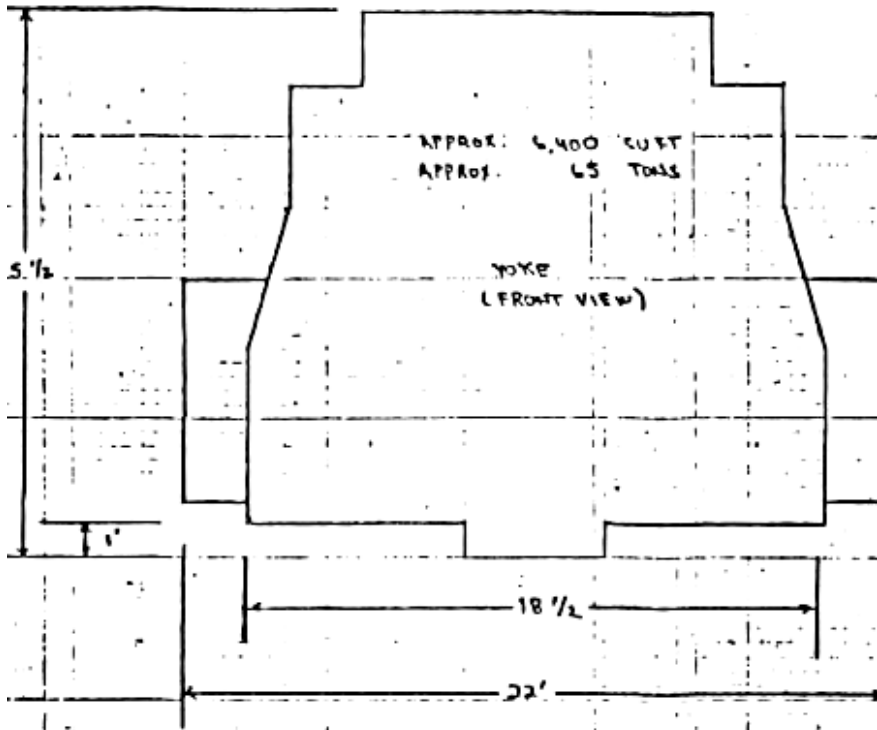 APPROX. 6,400 CU FT
APPROX. 65 TONS
5 1/2
YOKE
(FRONT VIEW)
1'
18 1/2
22'